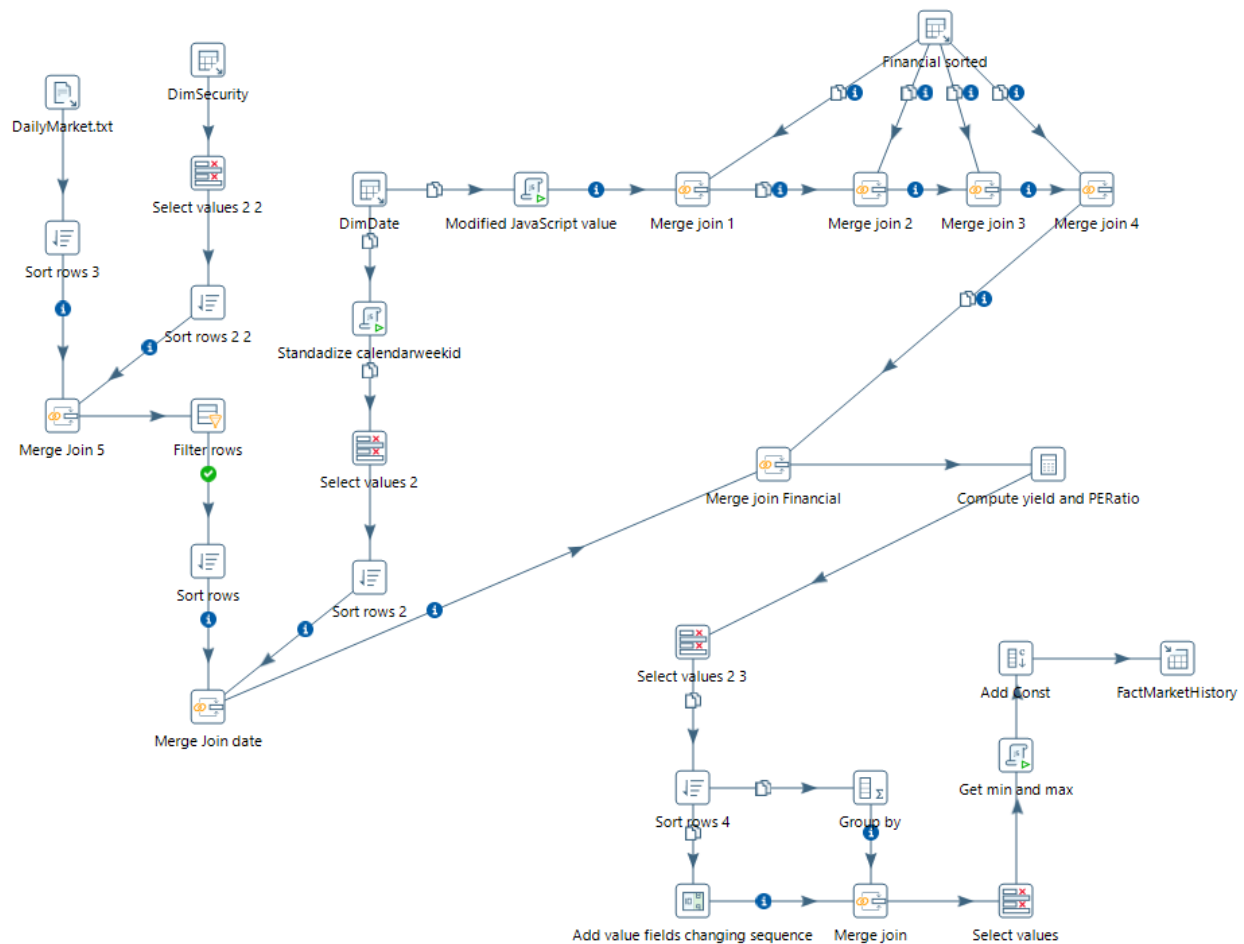 Financial sorted
DimSecurity
DailyMarket.txt
Select values 2 2
DimDate
Modified JavaScript value
Merge join 1
Merge join 2
Merge join 3
Merge join 4
Sort rows 3
Sort rows 2 2
Standadize calendarweekid
Merge Join 5
Filter rows
Select values 2
Merge join Financial
Compute yield and PERatio
Sort rows
Sort rows 2
Select values 2 3
Add Const
FactMarketHistory
Merge Join date
Get min and max
Sort rows 4
Group by
Add value fields changing sequence
Merge join
Select values